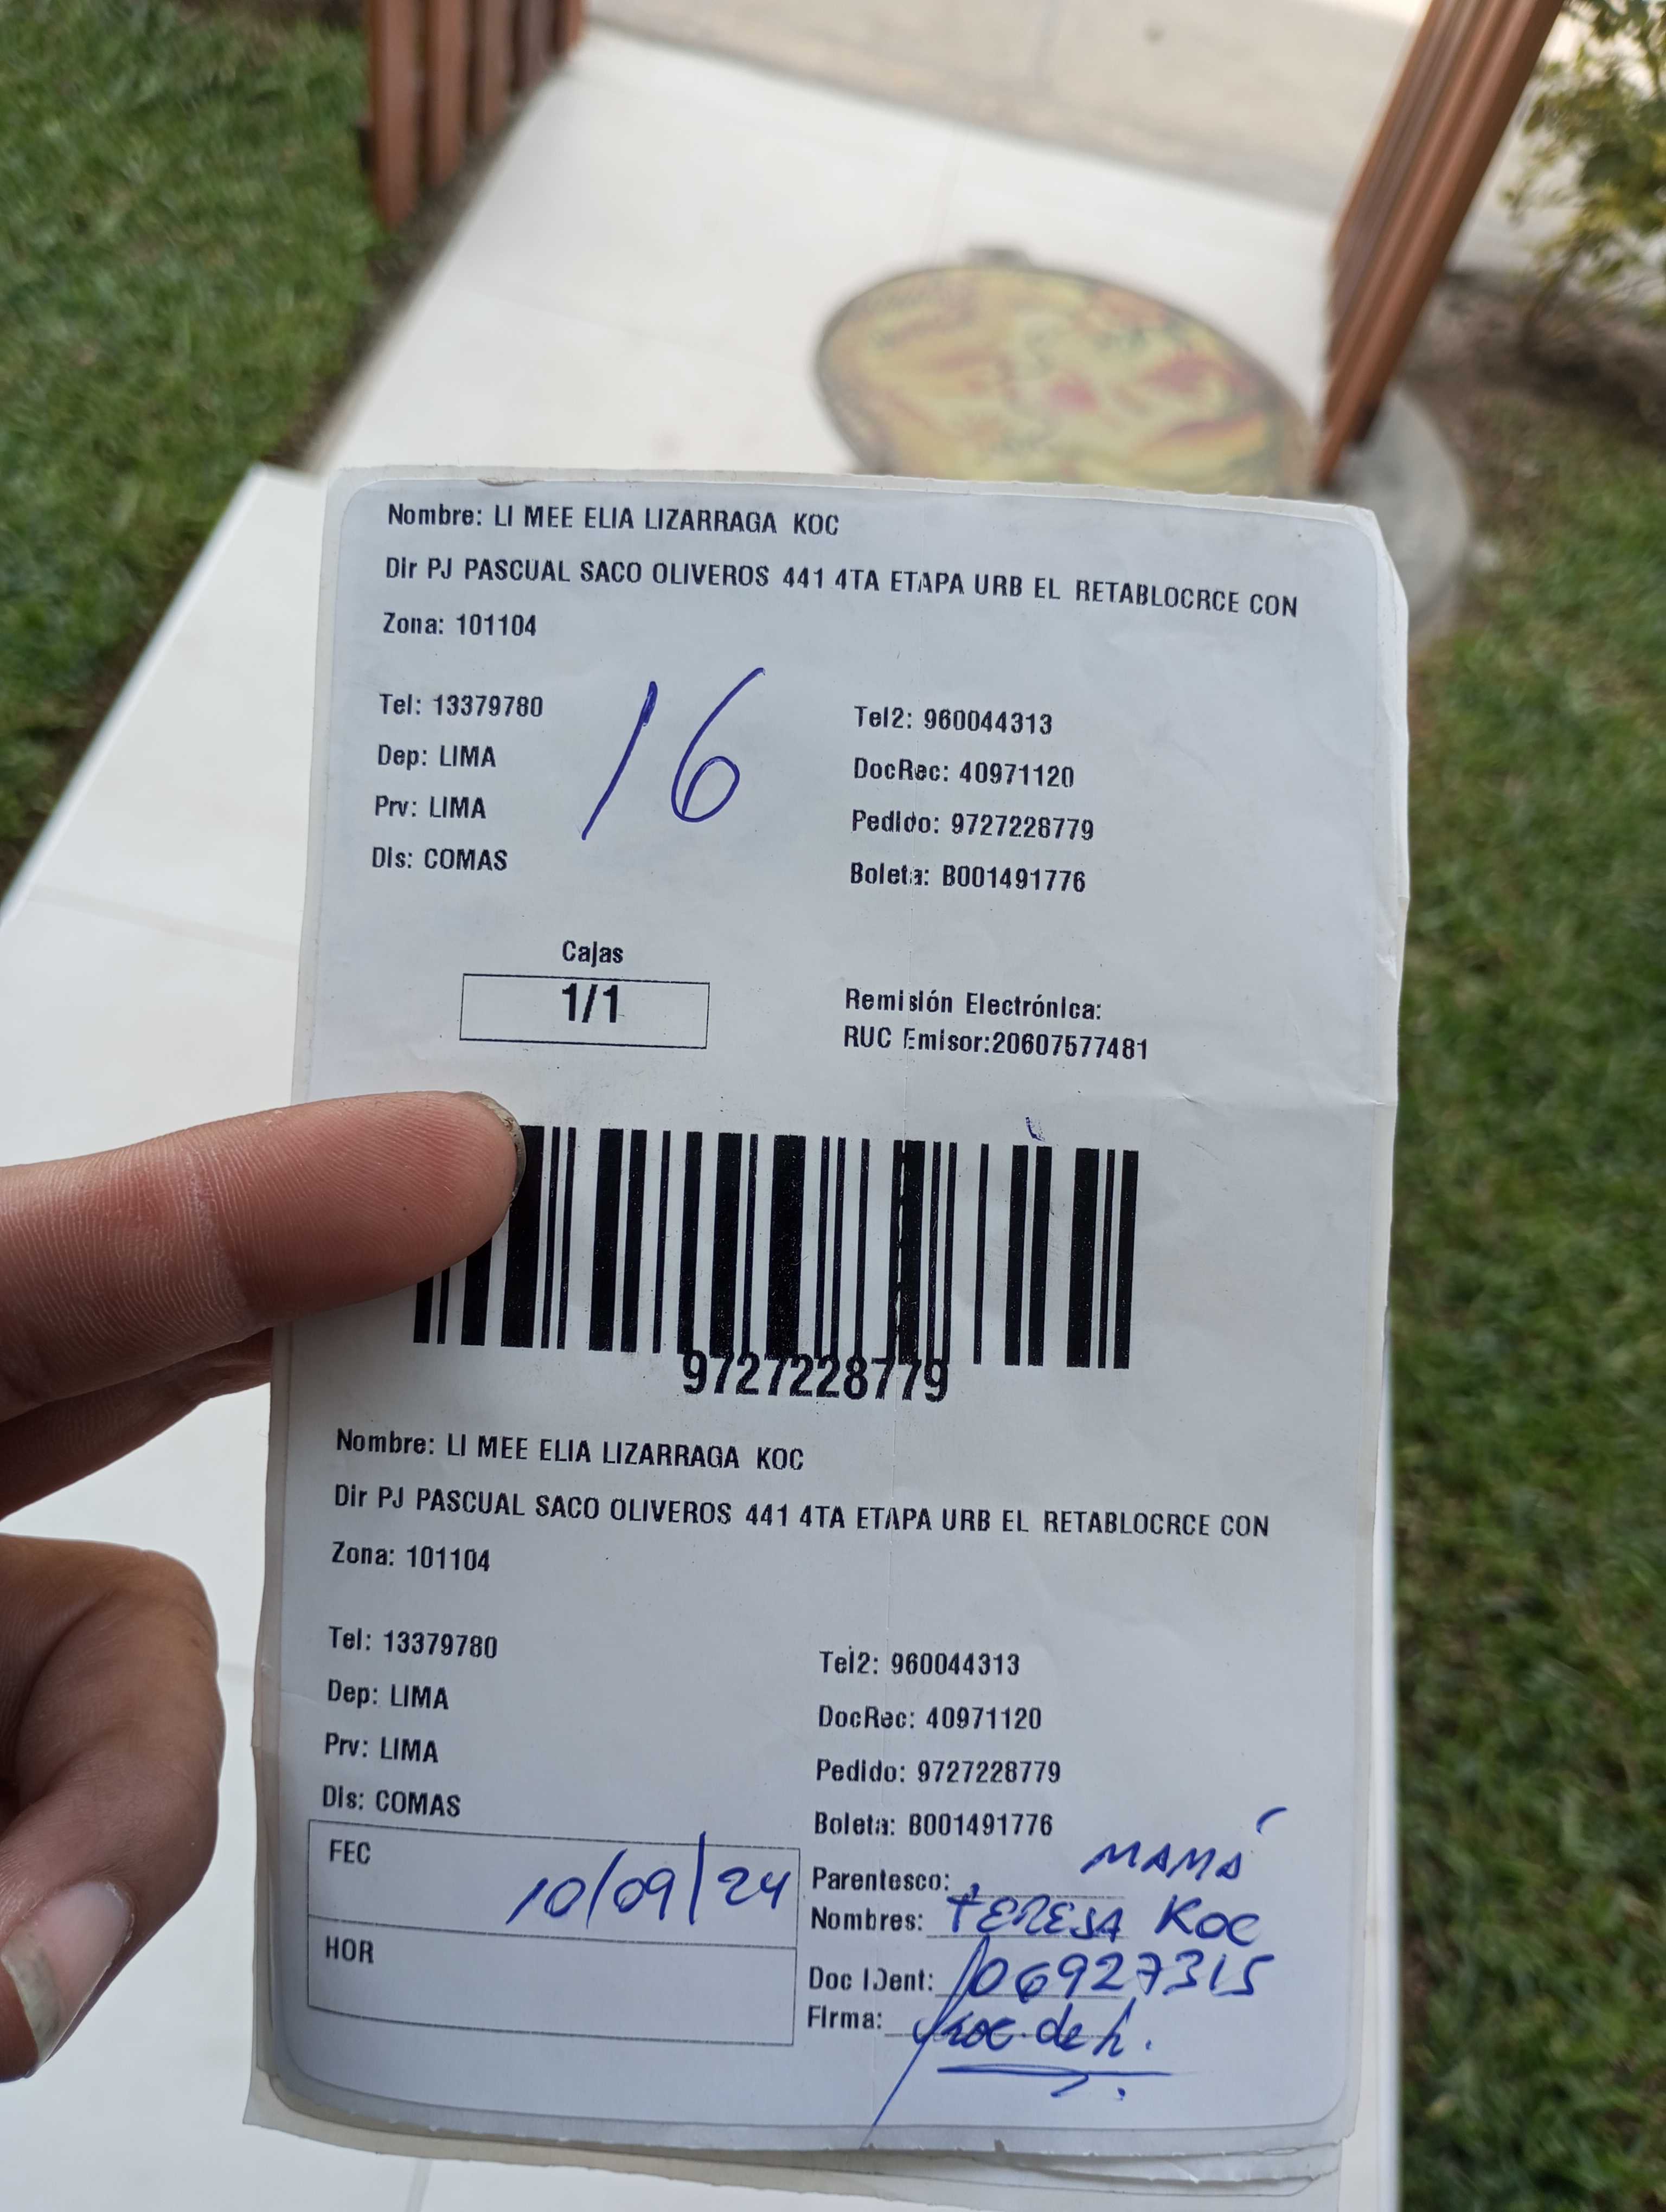 Nombre: LI MEE ELIA LIZARRAGA KOC
Dir PJ PASCUAL SACO OLIVEROS 441 4TA ETAPA URB EL RETABLOCRCE CON
Zona: 101104
16
Tel: 13379780
Tel2: 960044313
Dep: LIMA
DocRec: 40971120
Prv: LIMA
Pedido: 9727228779
Dis: COMAS
Boleta: B001491776
Cajas
1/1
Remisión Electrónica:
RUC Emisor:20607577481
9727228779
Nombre: LI MEE ELIA LIZARRAGA KOC
Dir PJ PASCUAL SACO OLIVEROS 441 4TA ETAPA URB EL RETABLOCRCE CON
Zona: 101104
Tel: 13379780
Tel2: 960044313
Dep: LIMA
DocRec: 40971120
Prv: LIMA
Pedido: 9727228779
Dis: COMAS
Boleta: B001491776
FEC 10/09/24
HOR
Parentesco: MAMÁ
Nombres: TERESA KOC
Doc IDent: 06927315
Firma: Koc de h.